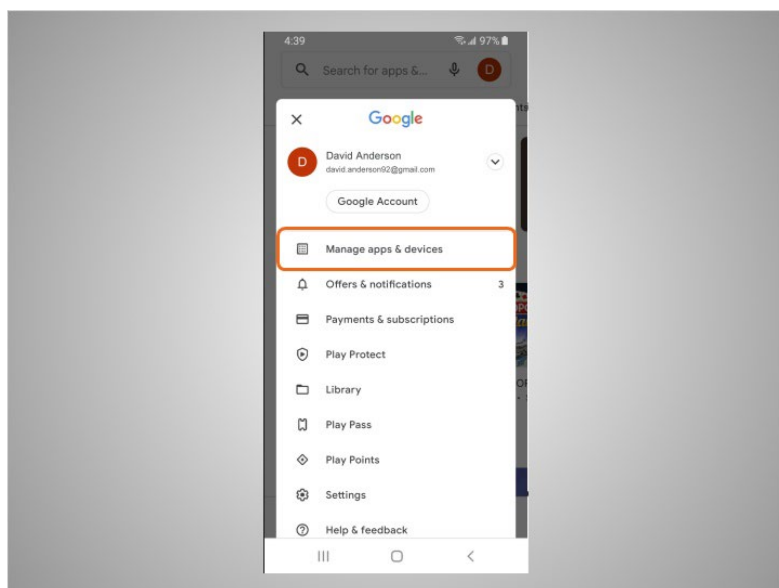 4:39 97%
Search for apps &...
D
Google
D
David Anderson
david.anderson92@gmail.com
Google Account
Manage apps & devices
Offers & notifications 3
Payments & subscriptions
Play Protect
Library
Play Pass
Play Points
Settings
Help & feedback